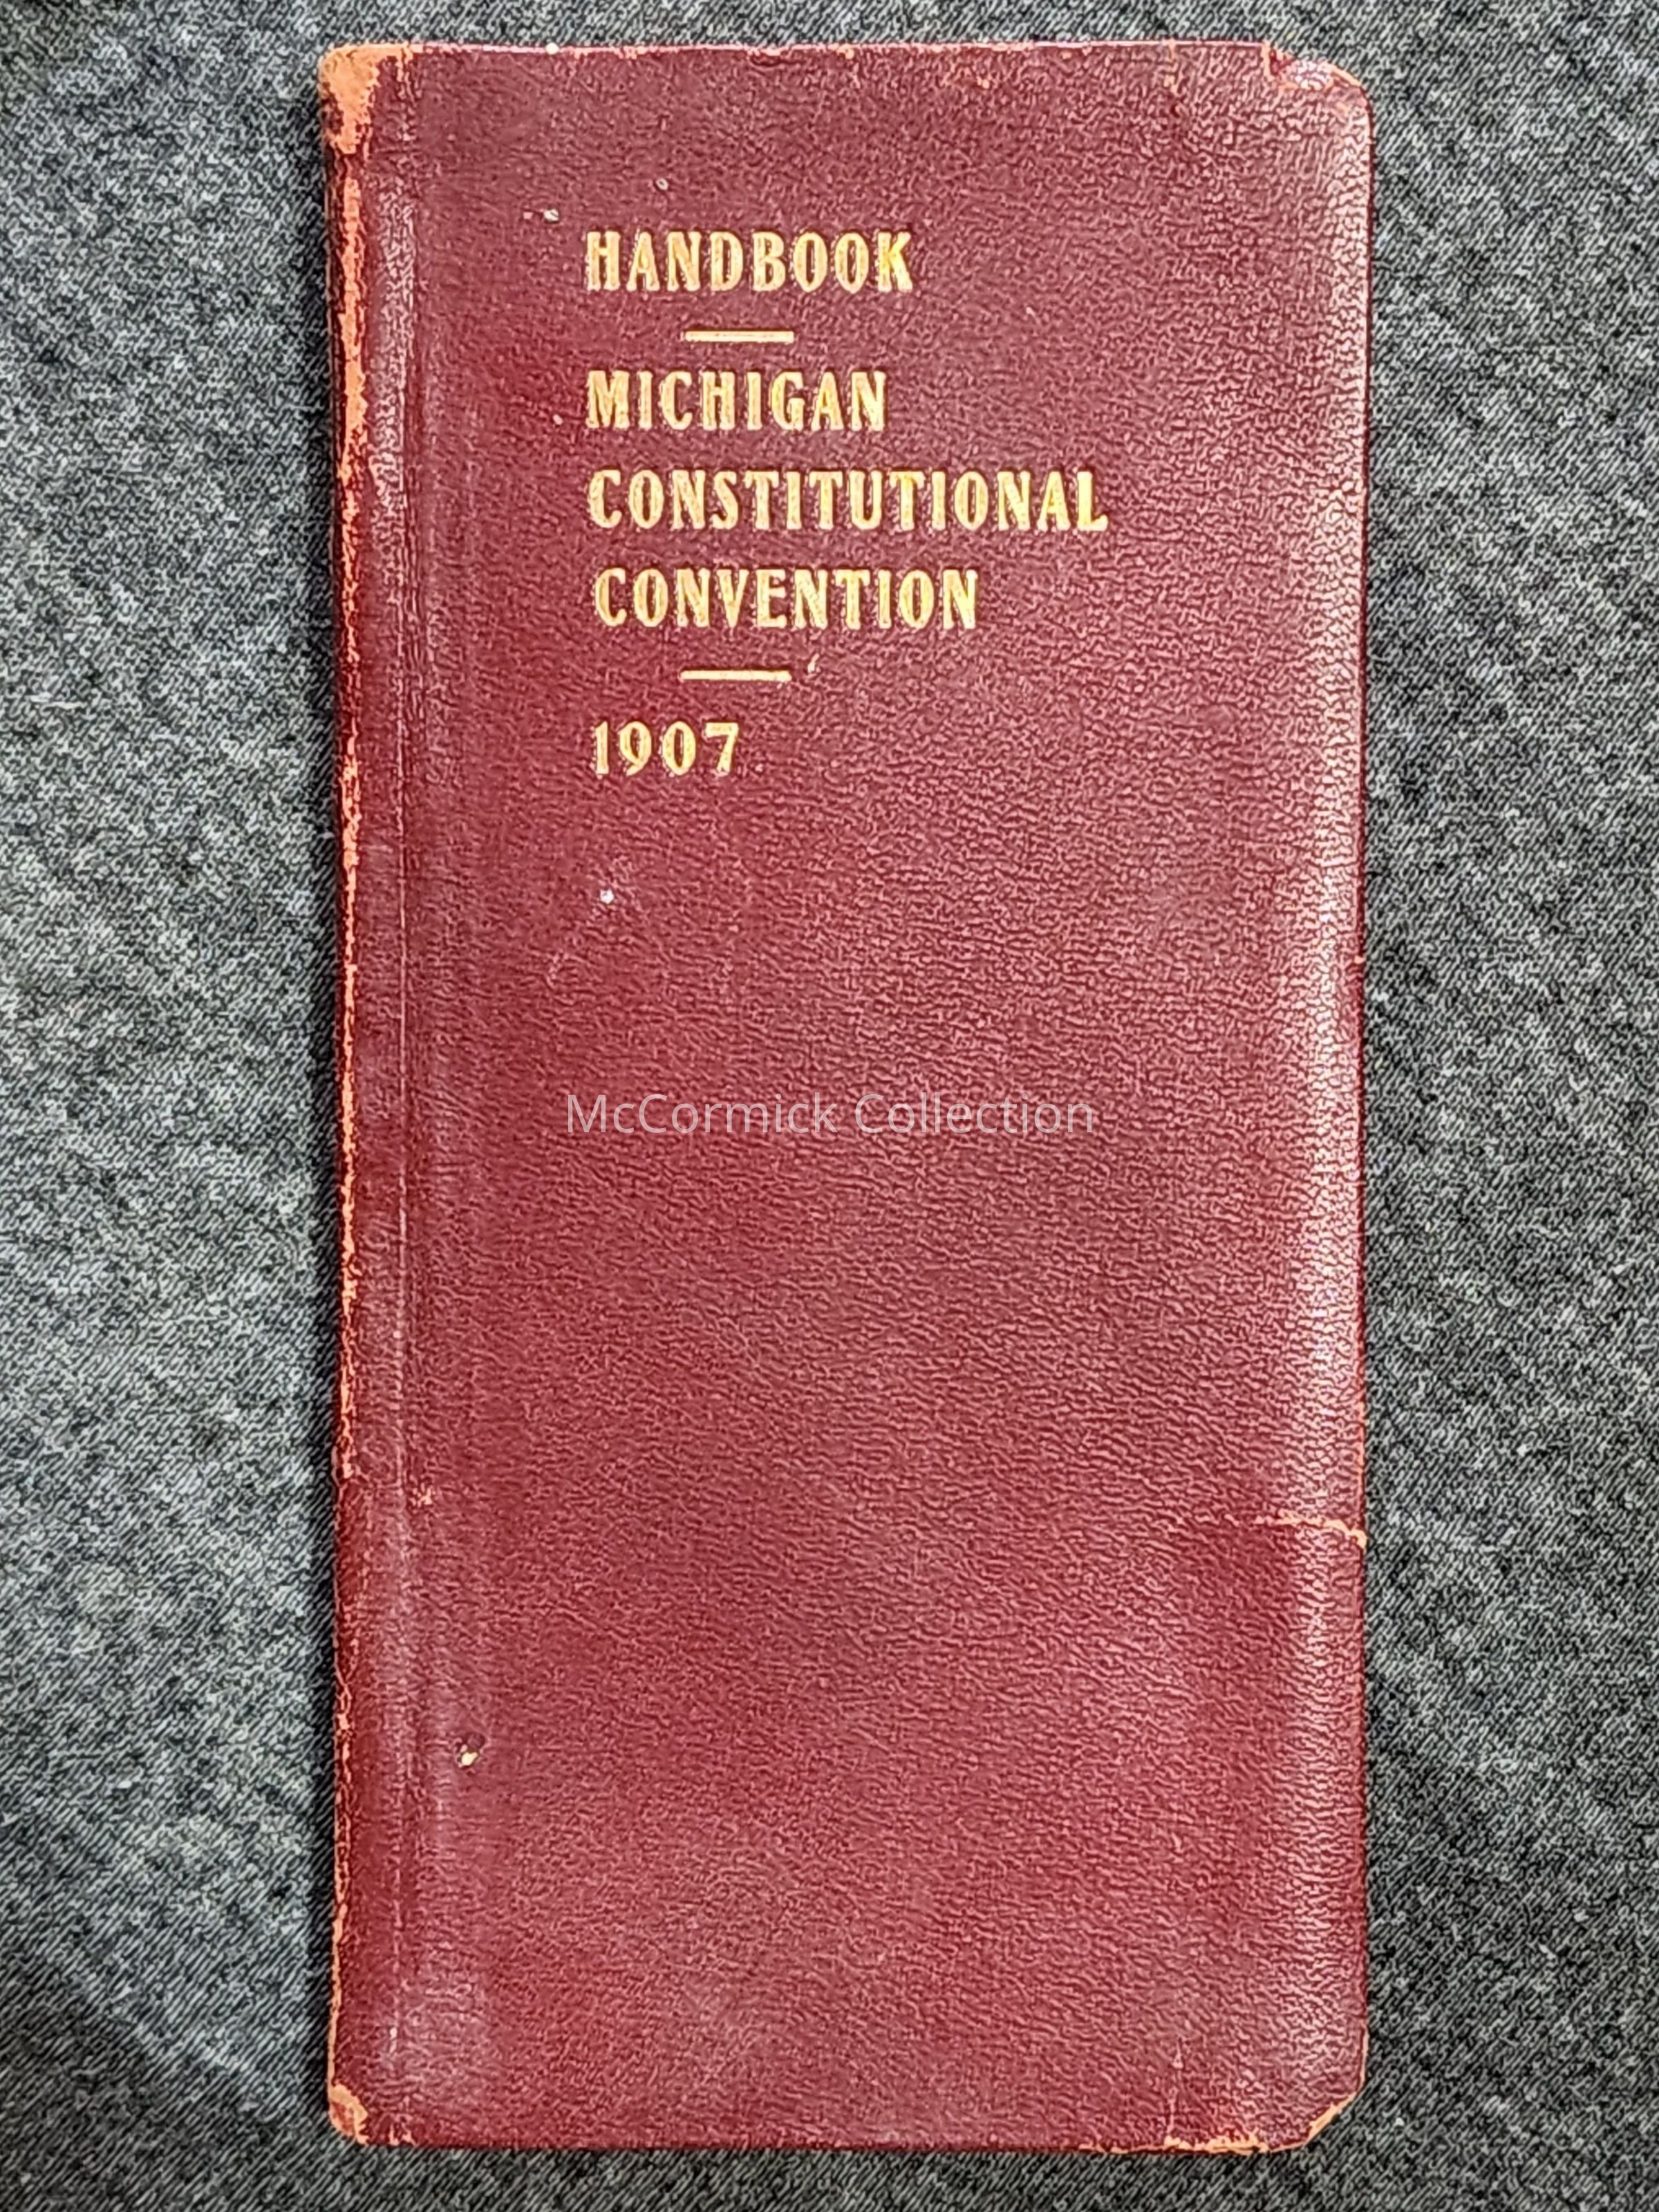 HANDBOOK
MICHIGAN
CONSTITUTIONAL
CONVENTION
1907
McCormick Collection